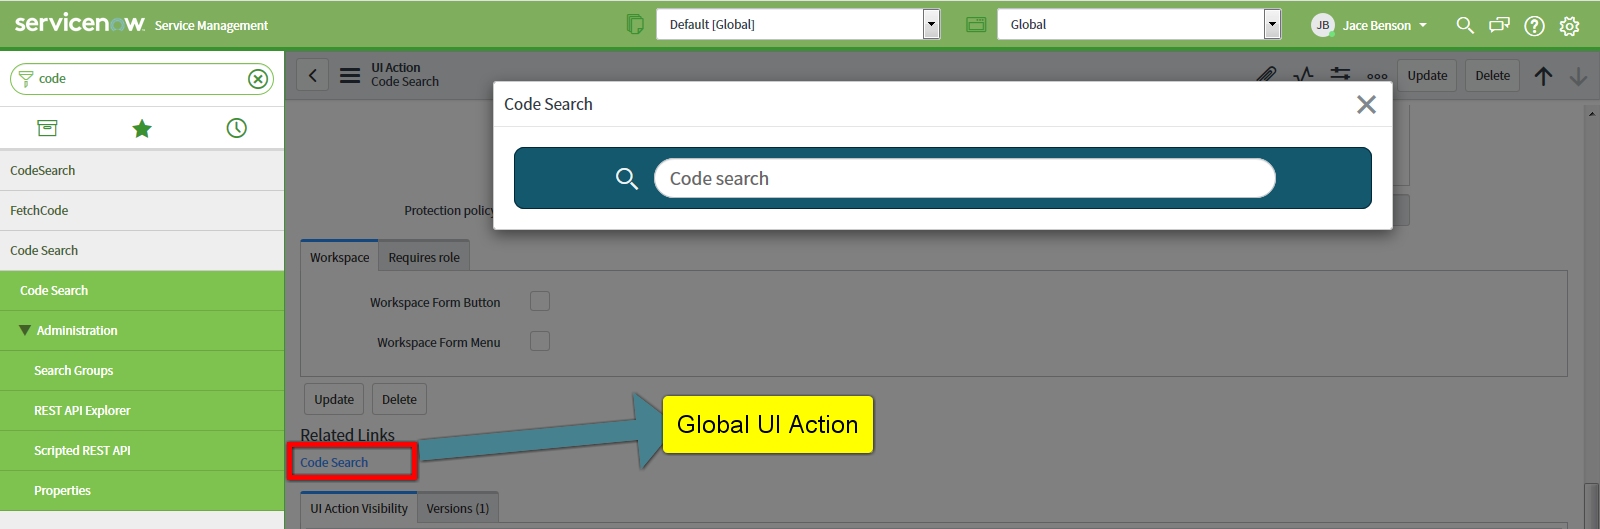 servicenow Service Management
Default [Global]
Global
JB
Jace Benson
code
UI Action
Code Search
Update
Delete
CodeSearch
FetchCode
Code Search
Code Search
Administration
Search Groups
REST API Explorer
Scripted REST API
Properties
Code Search
Code search
Protection policy
Workspace
Requires role
Workspace Form Button
Workspace Form Menu
Update
Delete
Related Links
Code Search
Global UI Action
UI Action Visibility
Versions (1)